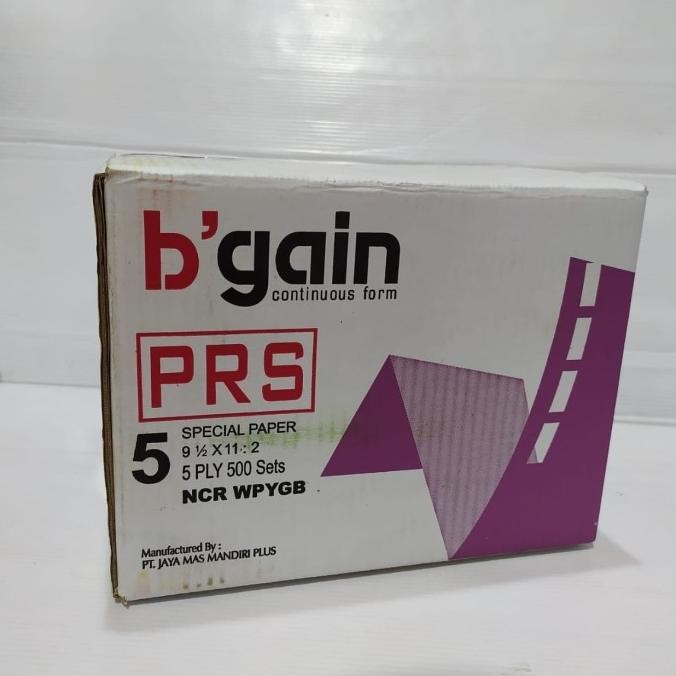 b'gain
continuous form
PRS
5
SPECIAL PAPER
9 ½ X 11 : 2
5 PLY 500 Sets
NCR WPYGB
Manufactured By :
PT. JAYA MAS MANDIRI PLUS